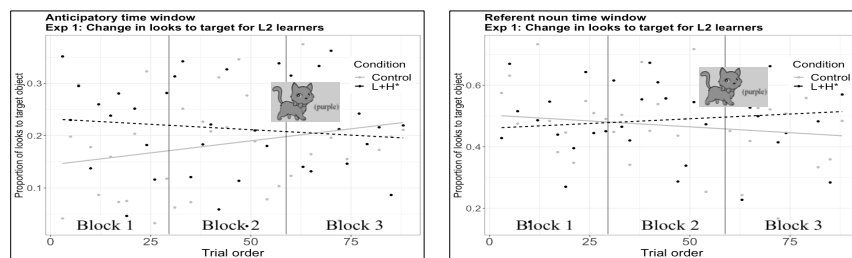 Anticipatory time window
Exp 1: Change in looks to target for L2 learners
Proportion of looks to target object
0.3
0.2
0.1
Condition
Control
L+H*
(purple)
Block 1
Block 2
Block 3
0
25
50
75
Trial order
Referent noun time window
Exp 1: Change in looks to target for L2 learners
Proportion of looks to target object
0.6
0.4
0.2
Condition
Control
L+H*
(purple)
Block 1
Block 2
Block 3
0
25
50
75
Trial order